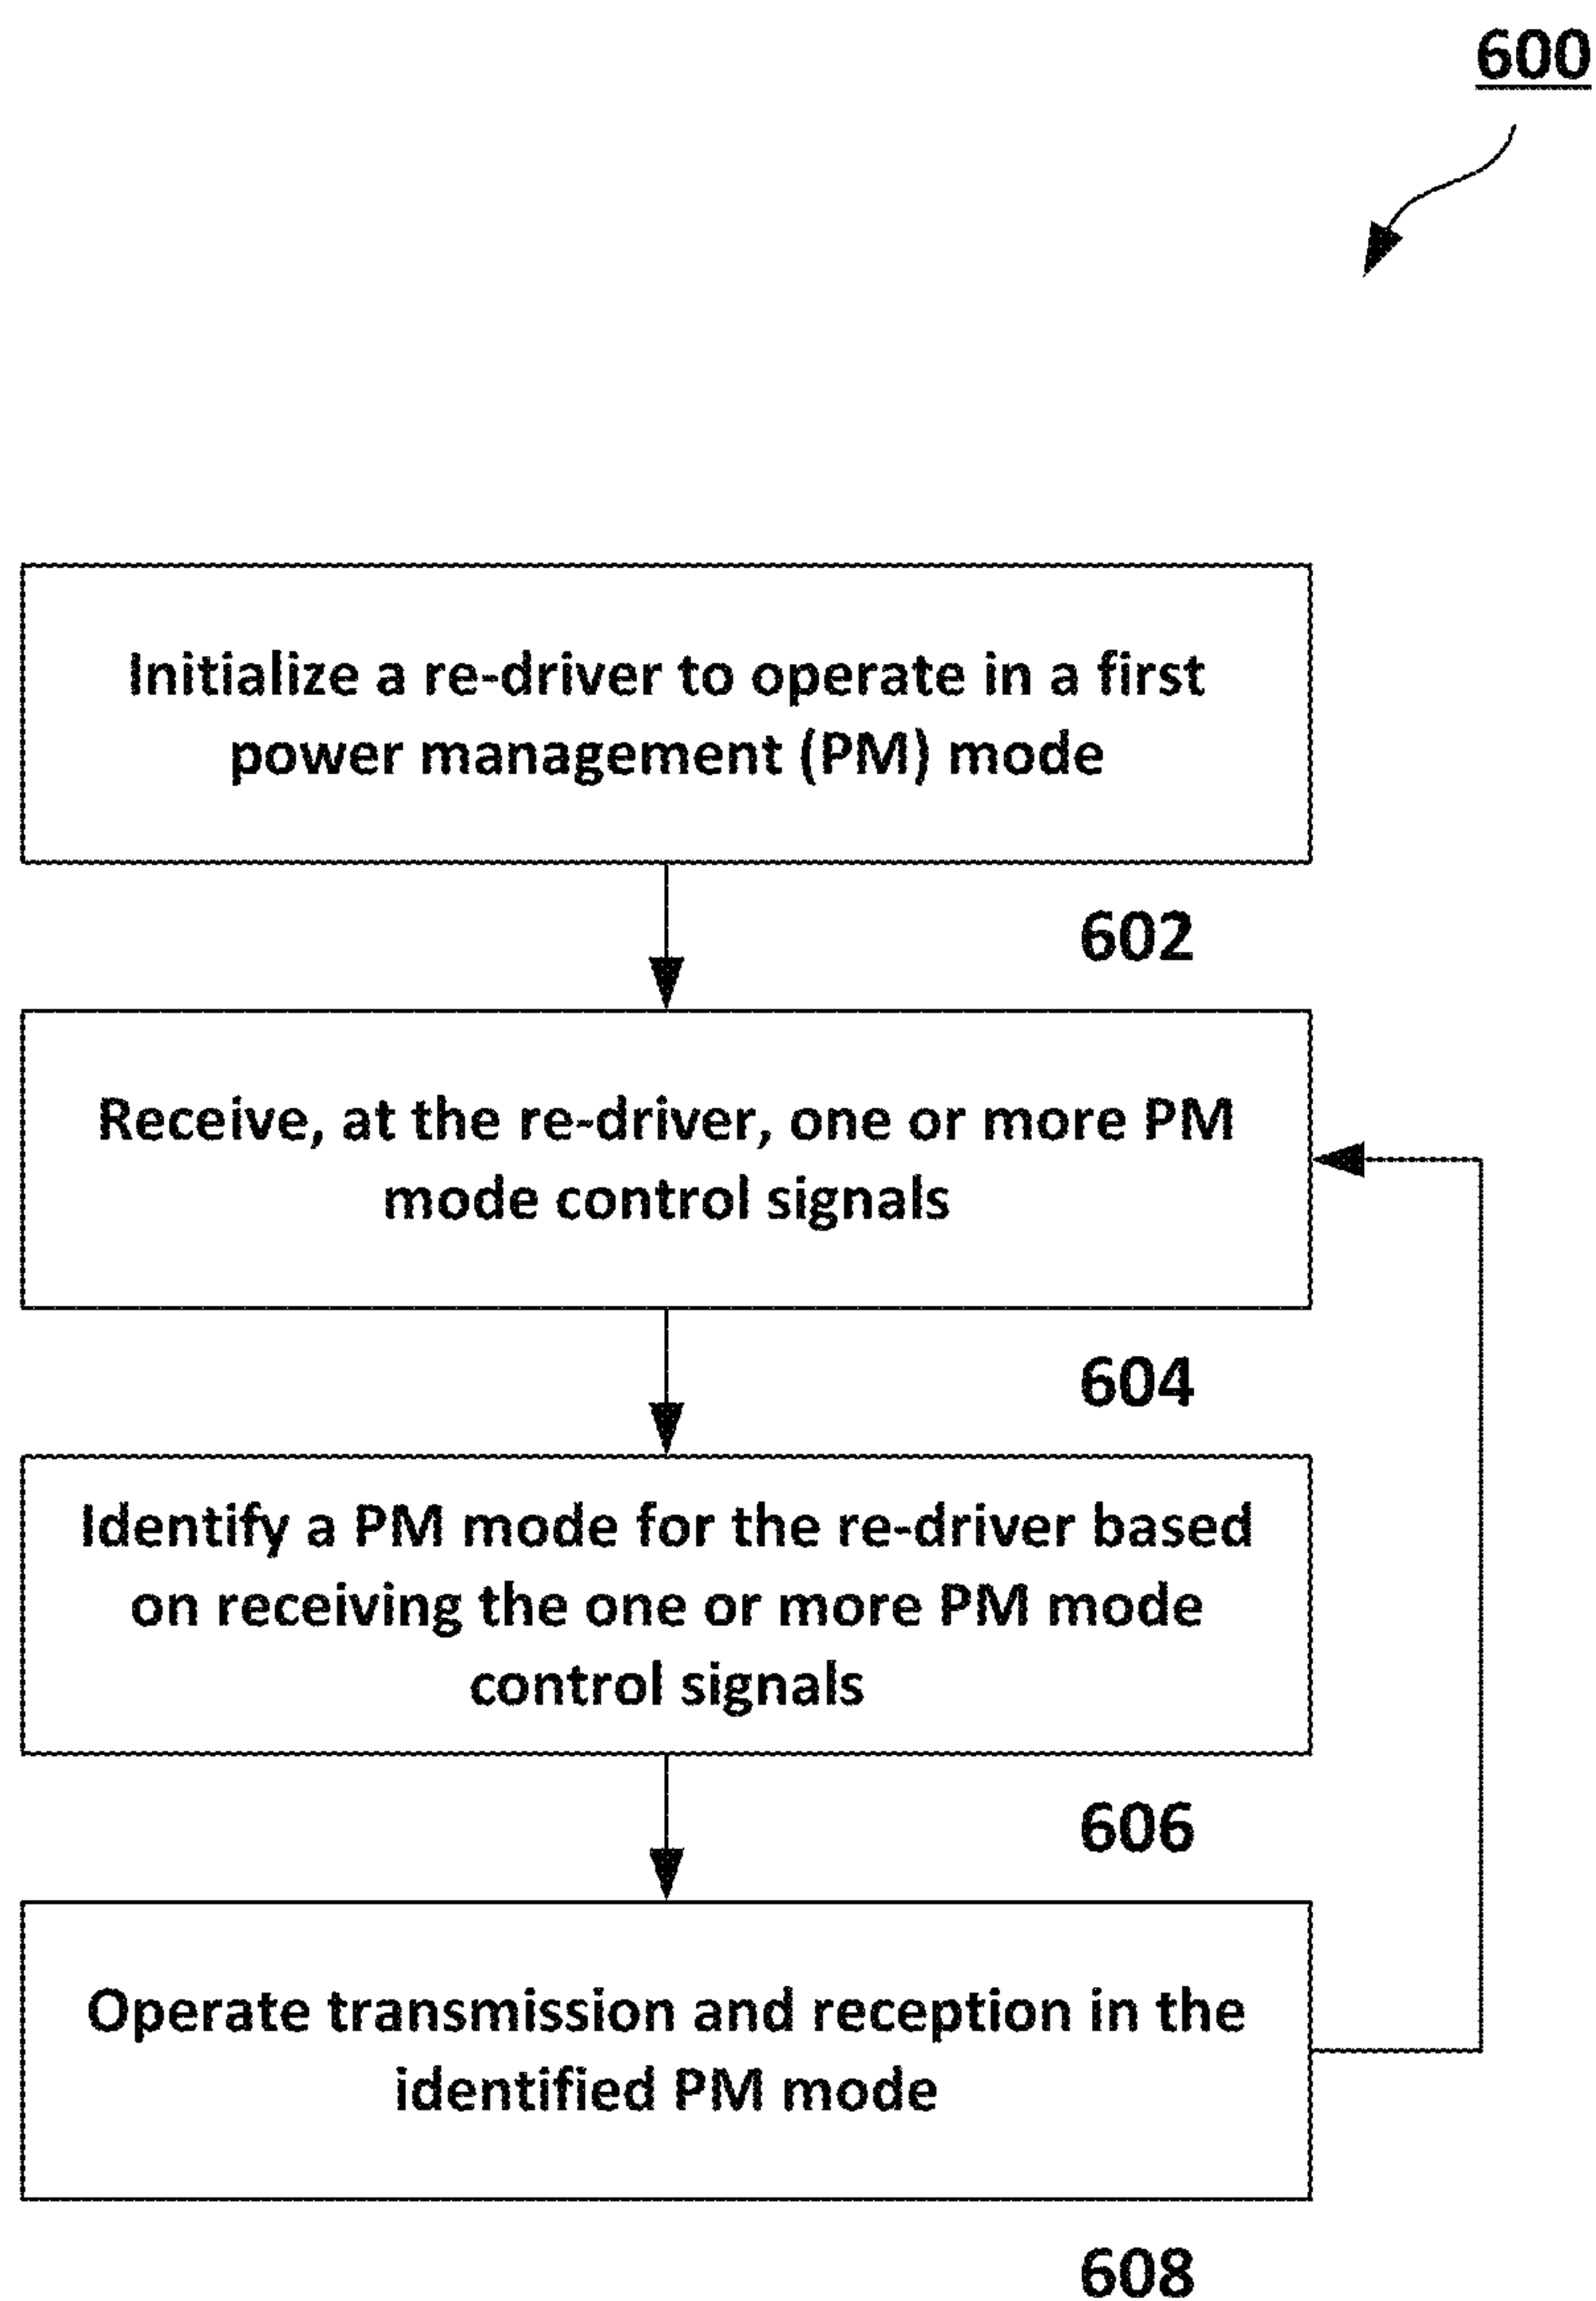 600
Initialize a re-driver to operate in a first
power management (PM) mode
602
Receive, at the re-driver, one or more PM
mode control signals
604
Identify a PM mode for the re-driver based
on receiving the one or more PM mode
control signals
606
Operate transmission and reception in the
identified PM mode
608